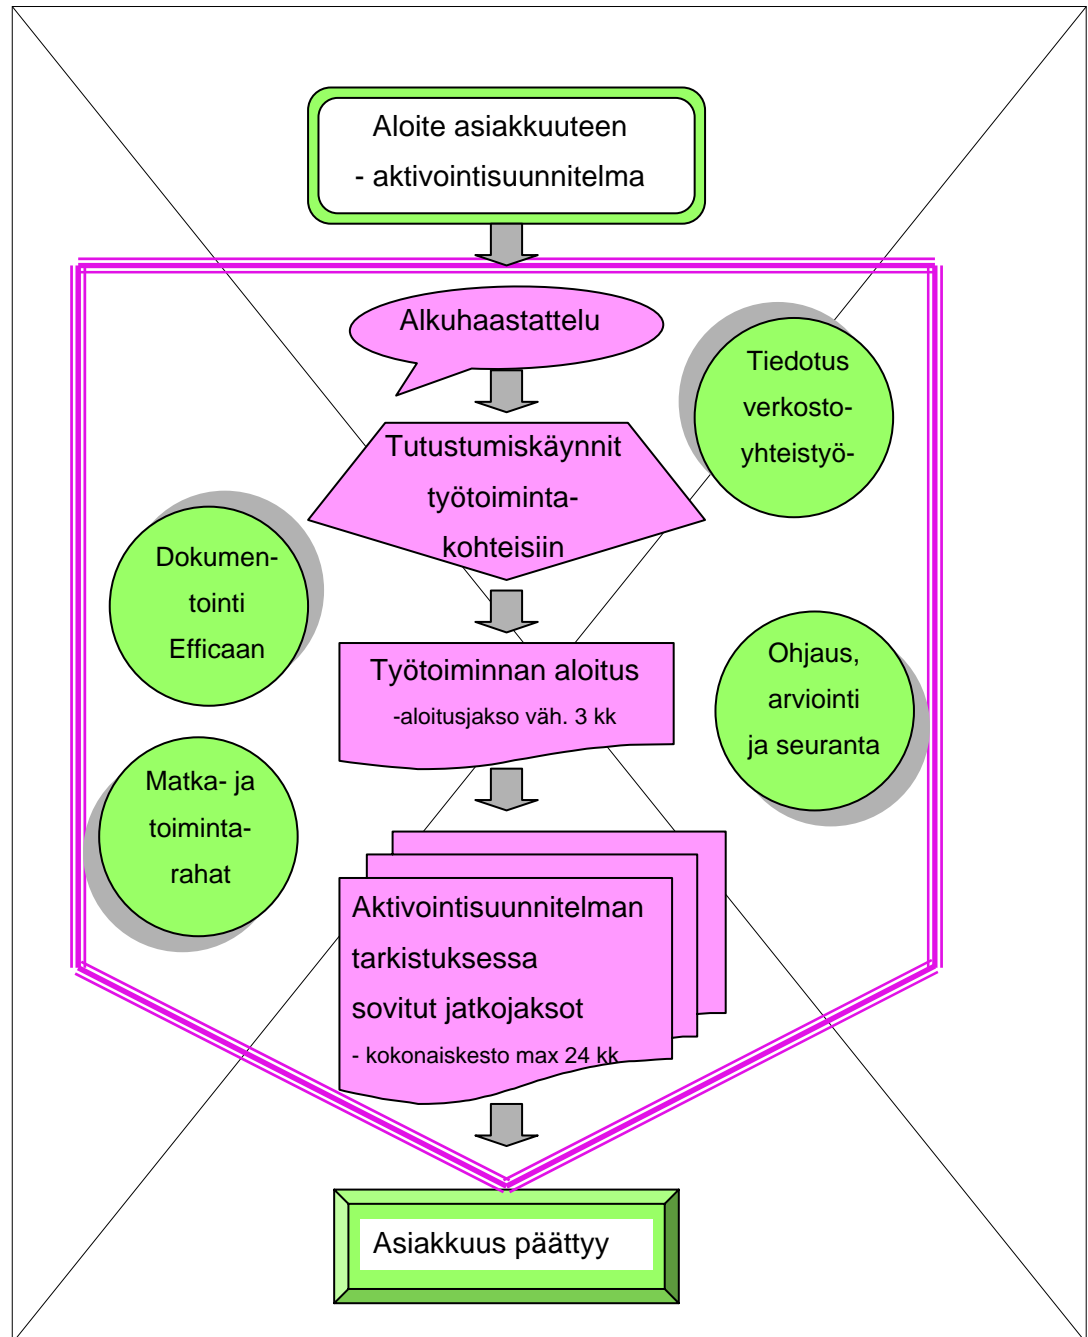 Aloite asiakkuuteen
- aktivointisuunnitelma
Alkuhaastattelu
Tiedotus
verkosto-
yhteistyö-
Tutustumiskäynnit
työtoiminta-
kohteisiin
Dokumen-
tointi
Efficaan
Työtoiminnan aloitus
-aloitusjakso väh. 3 kk
Ohjaus,
arviointi
ja seuranta
Matka- ja
toiminta-
rahat
Aktivointisuunnitelman
tarkistuksessa
sovitut jatkojaksot
- kokonaiskesto max 24 kk
Asiakkuus päättyy